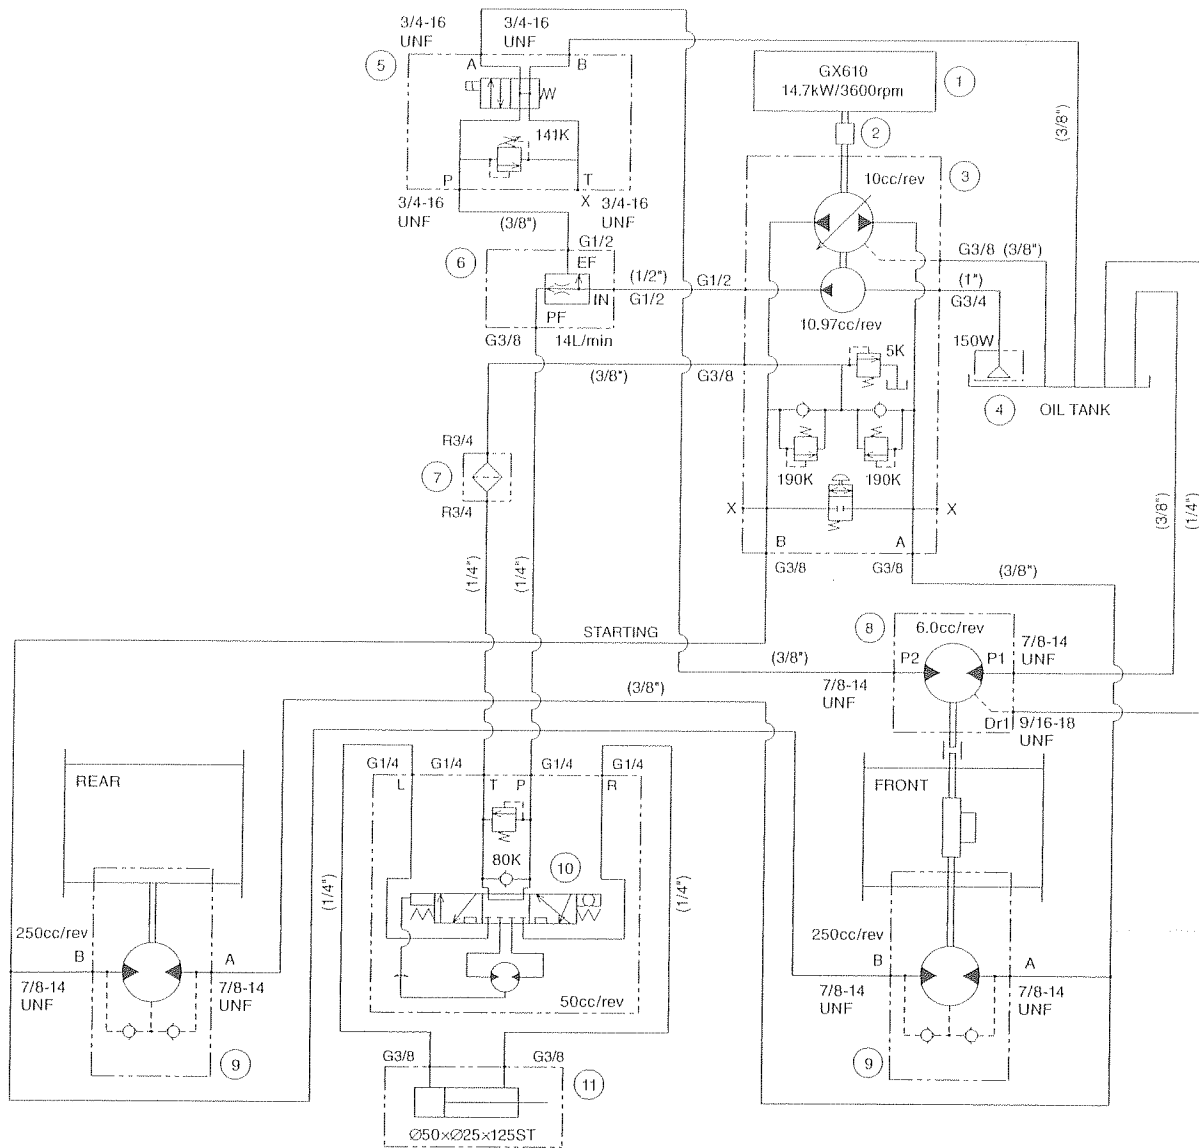 3/4-16
UNF
3/4-16
UNF
5
A
B
141K
P
T
X
3/4-16
UNF
3/4-16
UNF
(3/8")
GX610
14.7kW/3600rpm
1
2
(3/8")
3
10cc/rev
G1/2
6
EF
(1/2")
G1/2
IN
G1/2
PF
G3/8
14L/min
G3/8 (3/8")
(1")
G3/4
10.97cc/rev
150W
4
OIL TANK
5K
(3/8")
G3/8
R3/4
7
R3/4
190K
190K
X
X
B
A
G3/8
G3/8
(3/8")
(1/4")
(1/4")
(1/4")
(3/8")
STARTING
8
6.0cc/rev
P2
P1
7/8-14
UNF
(3/8")
7/8-14
UNF
(3/8")
Dr1
9/16-18
UNF
REAR
G1/4
G1/4
G1/4
G1/4
L
T
P
R
FRONT
80K
10
(1/4")
(1/4")
250cc/rev
B
A
7/8-14
UNF
7/8-14
UNF
9
50cc/rev
250cc/rev
B
A
7/8-14
UNF
7/8-14
UNF
9
G3/8
G3/8
11
Ø50×Ø25×125ST